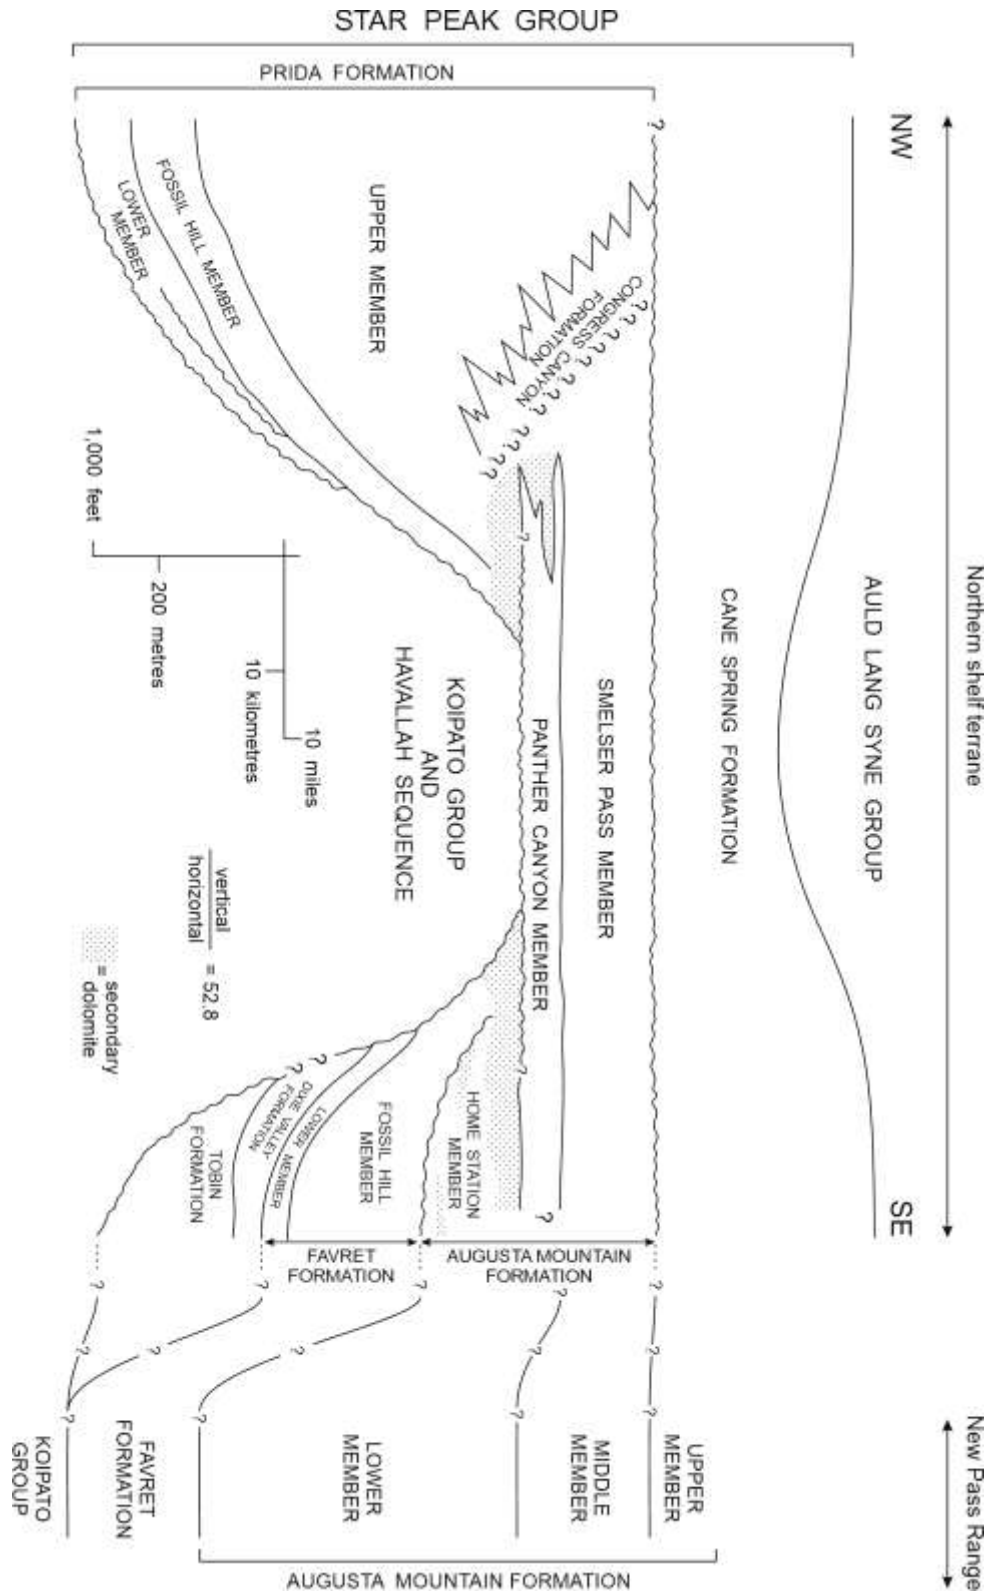 STAR PEAK GROUP
PRIDA FORMATION
NW
SE
Northern shelf terrane
New Pass Range
AULD LANG SYNE GROUP
CANE SPRING FORMATION
SMELSER PASS MEMBER
PANTHER CANYON MEMBER
CONGRESS CANYON
FORMATION
UPPER MEMBER
FOSSIL HILL MEMBER
LOWER
MEMBER
KOIPATO GROUP
AND
HAVALLAH SEQUENCE
1,000 feet
200 metres
10 kilometres
10 miles
vertical
horizontal
= 52.8
= secondary
dolomite
HOME STATION
MEMBER
FOSSIL HILL
MEMBER
LOWER MEMBER
DIXIE VALLEY
FORMATION
TOBIN
FORMATION
FAVRET
FORMATION
AUGUSTA MOUNTAIN
FORMATION
UPPER
MEMBER
MIDDLE
MEMBER
LOWER
MEMBER
FAVRET
FORMATION
KOIPATO
GROUP
AUGUSTA MOUNTAIN FORMATION